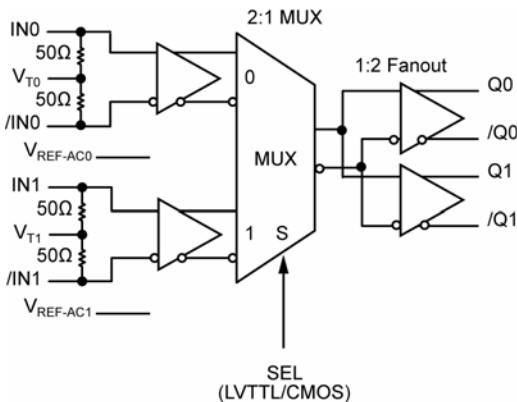 2:1 MUX
IN0
50Ω
VT0
50Ω
/IN0
VREF-AC0
IN1
50Ω
VT1
50Ω
/IN1
VREF-AC1
0
MUX
1 S
1:2 Fanout
Q0
/Q0
Q1
/Q1
SEL
(LVTTL/CMOS)